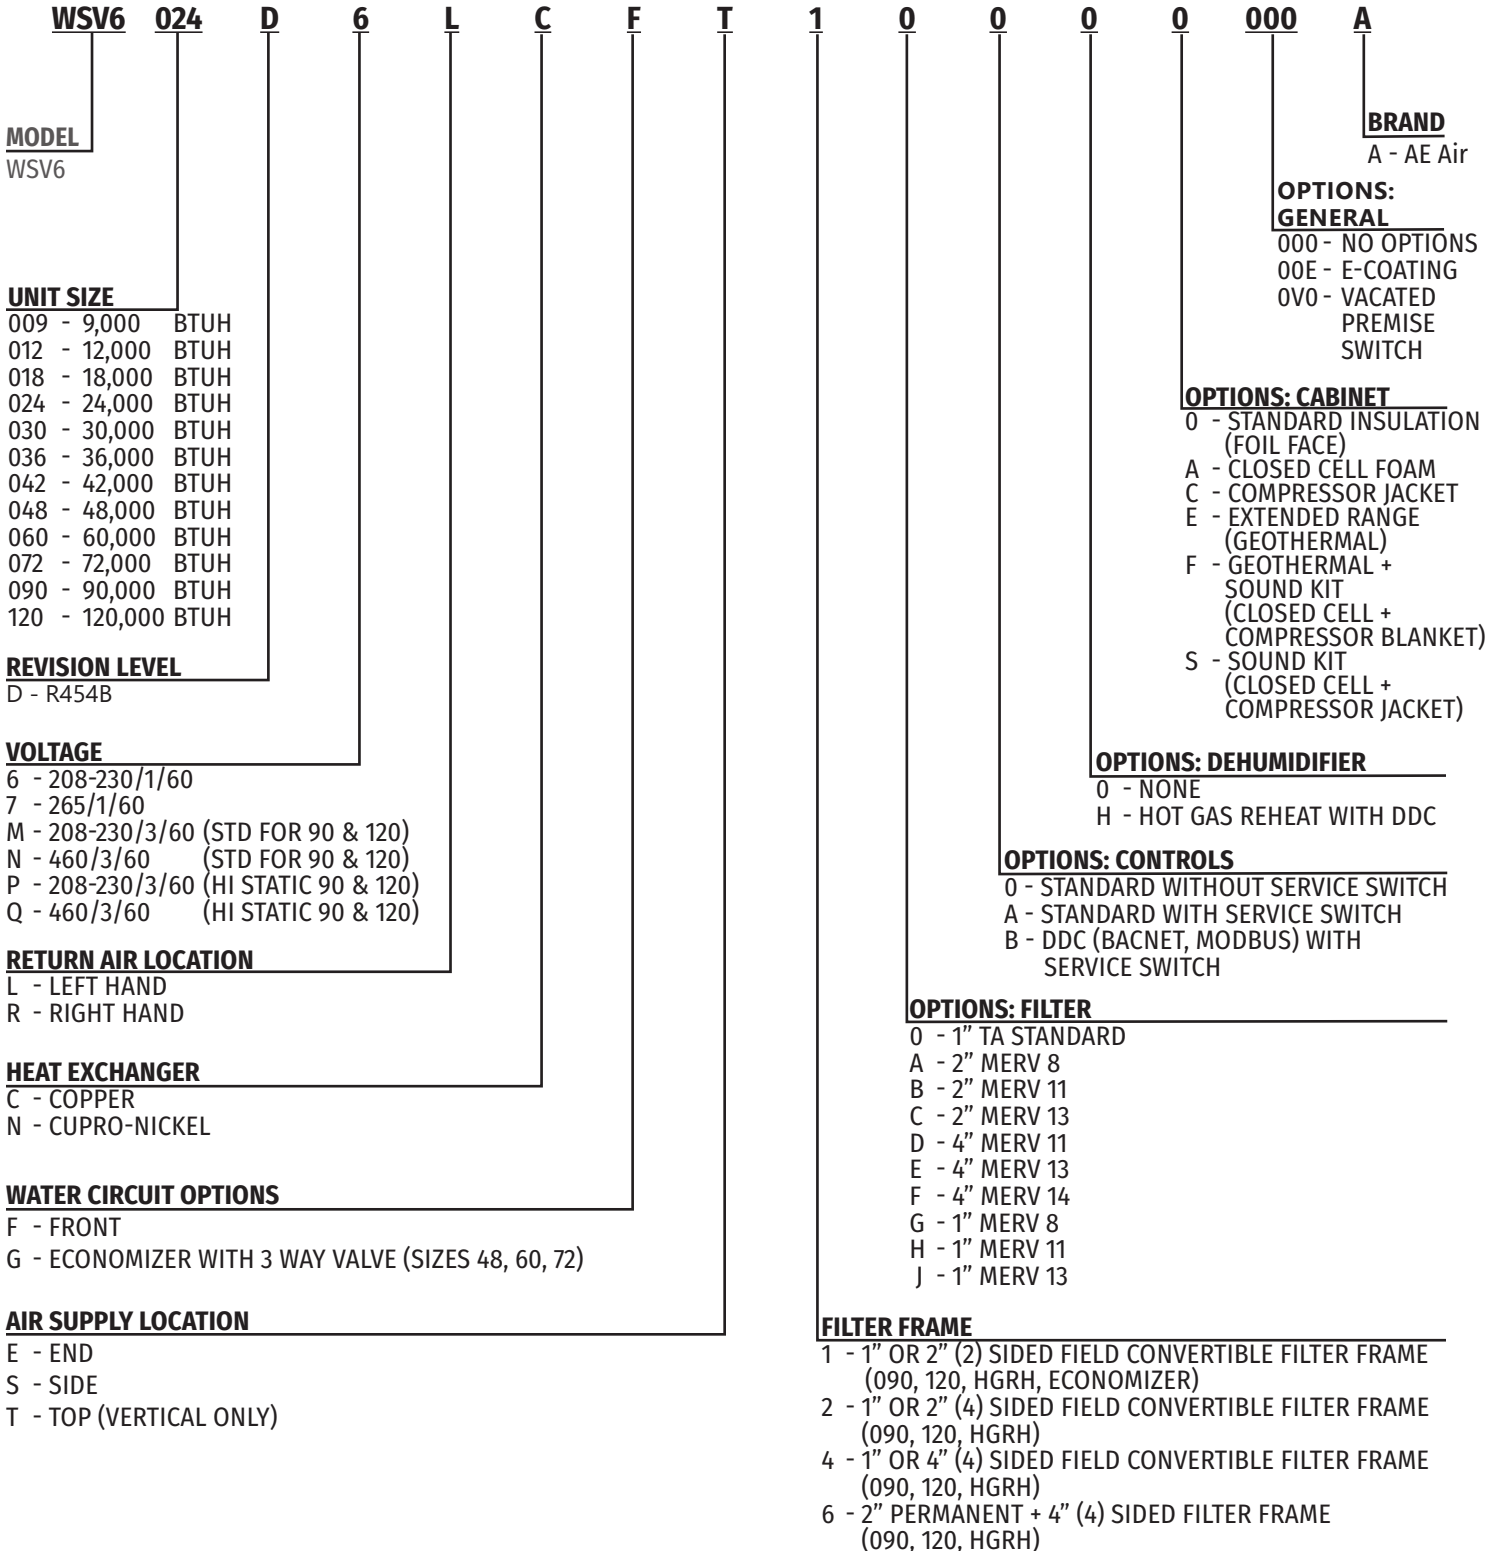 WSV6 024 D 6 L C F T 1 0 0 0 0 000 A
MODEL
WSV6
BRAND
A - AE Air
OPTIONS:
GENERAL
000 - NO OPTIONS
00E - E-COATING
0V0 - VACATED
PREMISE
SWITCH
UNIT SIZE
009 - 9,000 BTUH
012 - 12,000 BTUH
018 - 18,000 BTUH
024 - 24,000 BTUH
030 - 30,000 BTUH
036 - 36,000 BTUH
042 - 42,000 BTUH
048 - 48,000 BTUH
060 - 60,000 BTUH
072 - 72,000 BTUH
090 - 90,000 BTUH
120 - 120,000 BTUH
OPTIONS: CABINET
0 - STANDARD INSULATION
(FOIL FACE)
A - CLOSED CELL FOAM
C - COMPRESSOR JACKET
E - EXTENDED RANGE
(GEOTHERMAL)
F - GEOTHERMAL +
SOUND KIT
(CLOSED CELL +
COMPRESSOR BLANKET)
S - SOUND KIT
(CLOSED CELL +
COMPRESSOR JACKET)
REVISION LEVEL
D - R454B
VOLTAGE
6 - 208-230/1/60
7 - 265/1/60
M - 208-230/3/60 (STD FOR 90 & 120)
N - 460/3/60 (STD FOR 90 & 120)
P - 208-230/3/60 (HI STATIC 90 & 120)
Q - 460/3/60 (HI STATIC 90 & 120)
OPTIONS: DEHUMIDIFIER
0 - NONE
H - HOT GAS REHEAT WITH DDC
OPTIONS: CONTROLS
0 - STANDARD WITHOUT SERVICE SWITCH
A - STANDARD WITH SERVICE SWITCH
B - DDC (BACNET, MODBUS) WITH
SERVICE SWITCH
RETURN AIR LOCATION
L - LEFT HAND
R - RIGHT HAND
OPTIONS: FILTER
0 - 1” TA STANDARD
A - 2” MERV 8
B - 2” MERV 11
C - 2” MERV 13
D - 4” MERV 11
E - 4” MERV 13
F - 4” MERV 14
G - 1” MERV 8
H - 1” MERV 11
J - 1” MERV 13
HEAT EXCHANGER
C - COPPER
N - CUPRO-NICKEL
WATER CIRCUIT OPTIONS
F - FRONT
G - ECONOMIZER WITH 3 WAY VALVE (SIZES 48, 60, 72)
AIR SUPPLY LOCATION
E - END
S - SIDE
T - TOP (VERTICAL ONLY)
FILTER FRAME
1 - 1” OR 2” (2) SIDED FIELD CONVERTIBLE FILTER FRAME
(090, 120, HGRH, ECONOMIZER)
2 - 1” OR 2” (4) SIDED FIELD CONVERTIBLE FILTER FRAME
(090, 120, HGRH)
4 - 1” OR 4” (4) SIDED FIELD CONVERTIBLE FILTER FRAME
(090, 120, HGRH)
6 - 2” PERMANENT + 4” (4) SIDED FILTER FRAME
(090, 120, HGRH)